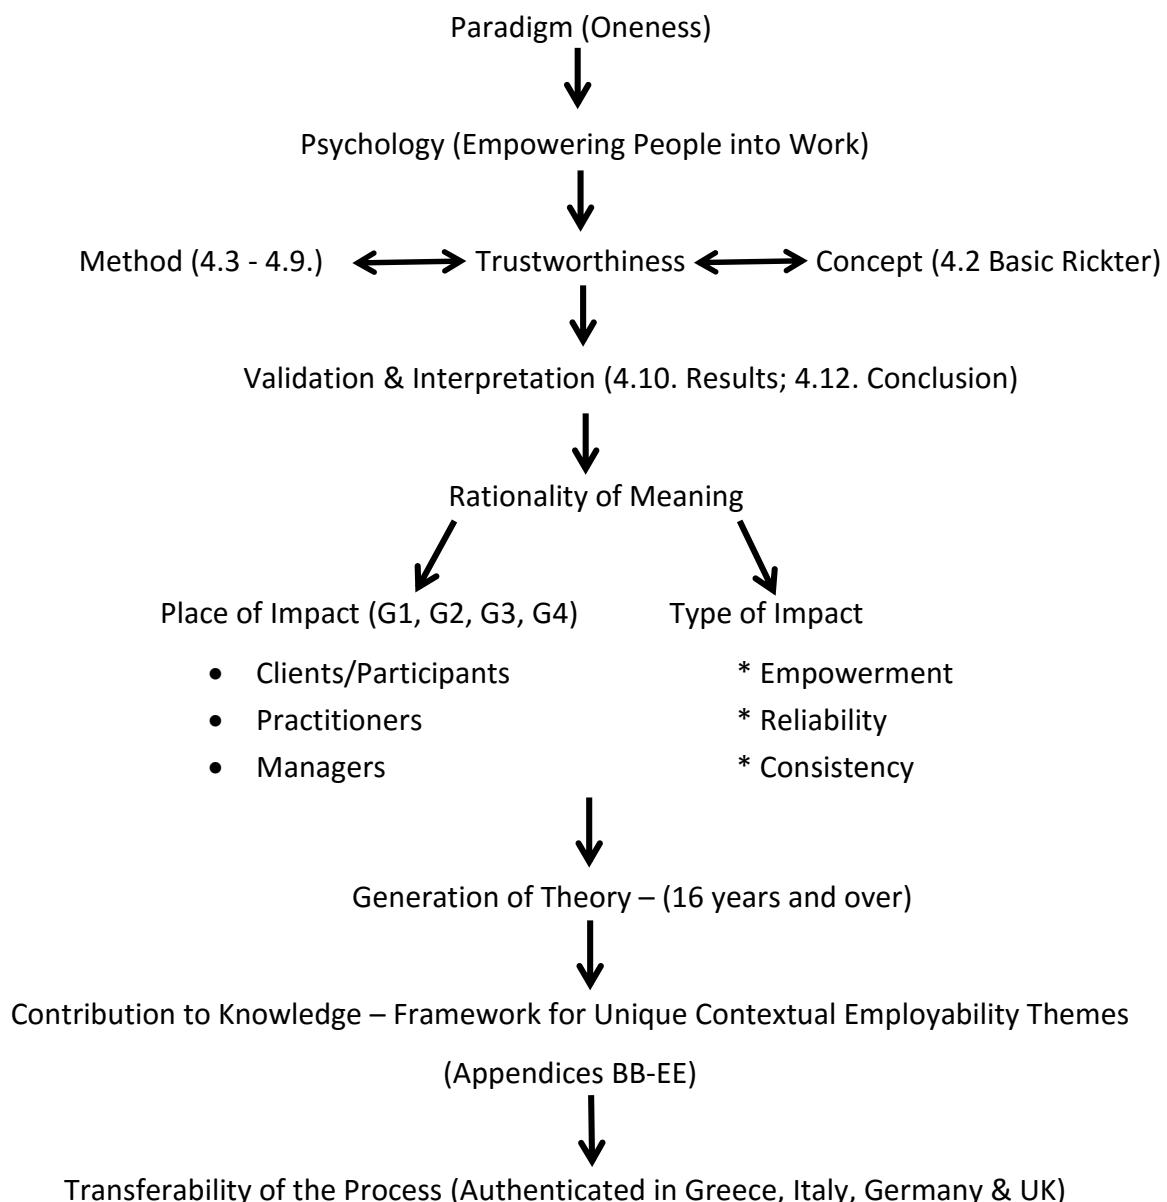 Paradigm (Oneness)
Psychology (Empowering People into Work)
Method (4.3 - 4.9.) Trustworthiness Concept (4.2 Basic Rickter)
Validation & Interpretation (4.10. Results; 4.12. Conclusion)
Rationality of Meaning
Place of Impact (G1, G2, G3, G4) Type of Impact
• Clients/Participants * Empowerment
• Practitioners * Reliability
• Managers * Consistency
Generation of Theory – (16 years and over)
Contribution to Knowledge – Framework for Unique Contextual Employability Themes
(Appendices BB-EE)
Transferability of the Process (Authenticated in Greece, Italy, Germany & UK)